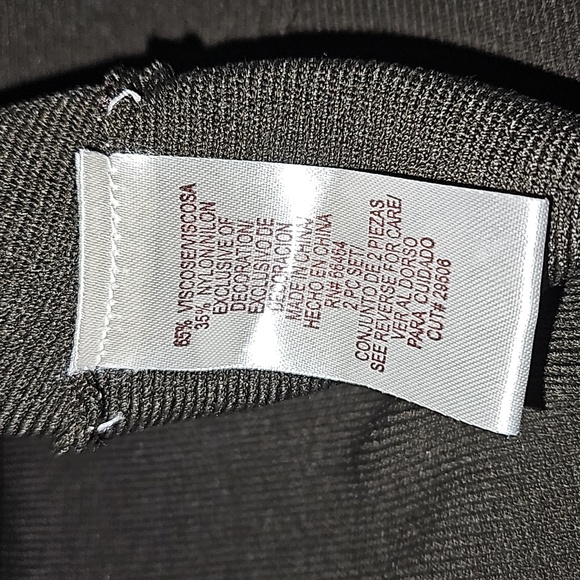 65% VISCOSE/VISCOSA
35% NYLON/NILON
EXCLUSIVE OF
DECORATION/
EXCLUSIVO DE
DECORACION
MADE IN CHINA/
HECHO EN CHINA
RN# 66464
2 PC SET/
CONJUNTO DE 2 PIEZAS
SEE REVERSE FOR CARE/
VER AL DORSO
PARA CUIDADO
CUT# 29506